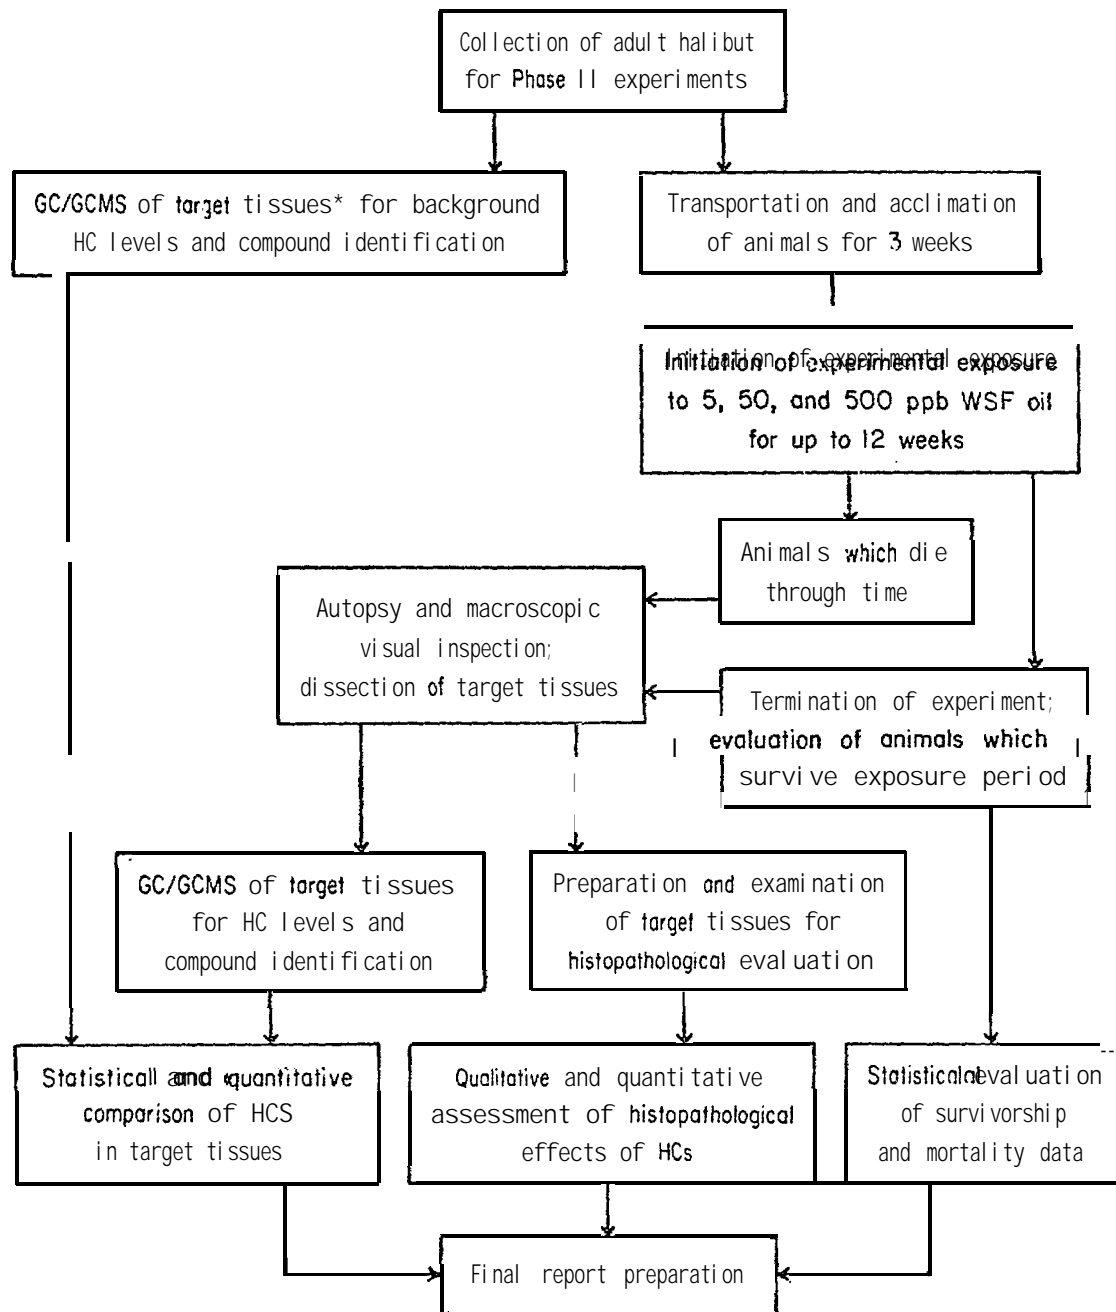 Collection of adult halibut
for Phase II experiments
GC/GCMS of target tissues* for background
HC levels and compound identification
Transportation and acclimation
of animals for 3 weeks
Initiation of experimental exposure
to 5, 50, and 500 ppb WSF oil
for up to 12 weeks
Animals which die
through time
Autopsy and macroscopic
visual inspection;
dissection of target tissues
Termination of experiment;
evaluation of animals which
survive exposure period
GC/GCMS of target tissues
for HC levels and
compound identification
Preparation and examination
of target tissues for
histopathological evaluation
Statistical and quantitative
comparison of HCS
in target tissues
Qualitative and quantitative
assessment of histopathological
effects of HCs
Statistical evaluation
of survivorship
and mortality data
Final report preparation